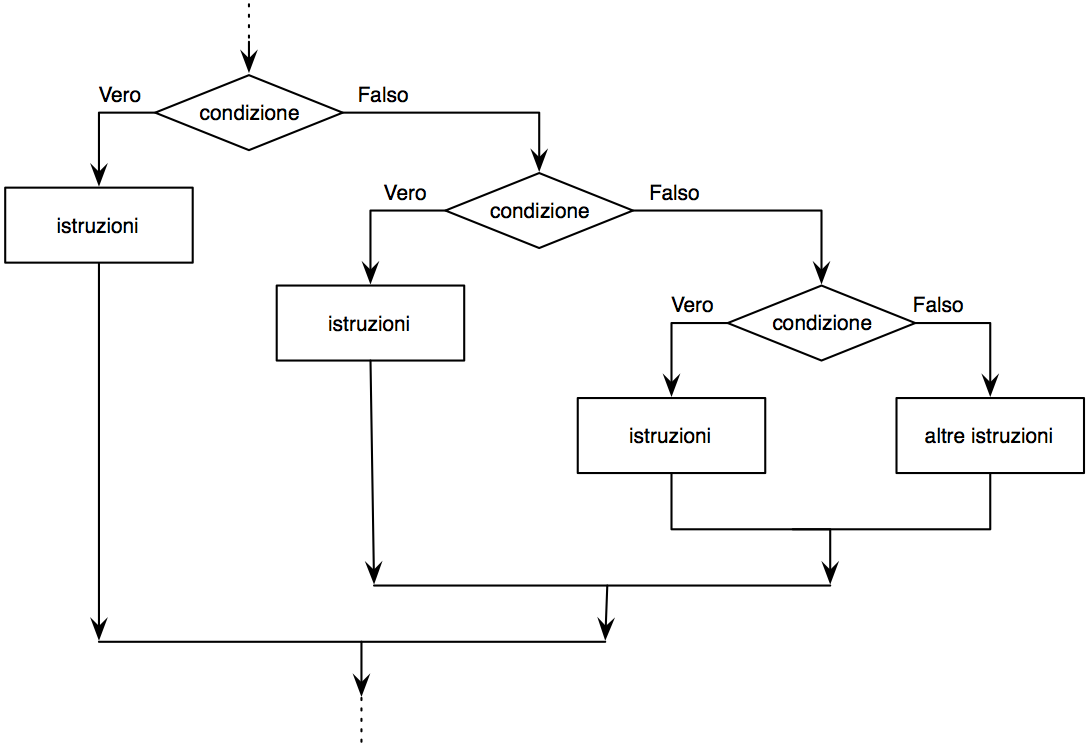 Vero
Falso
condizione
Vero
Falso
condizione
istruzioni
Vero
Falso
condizione
istruzioni
istruzioni
altre istruzioni